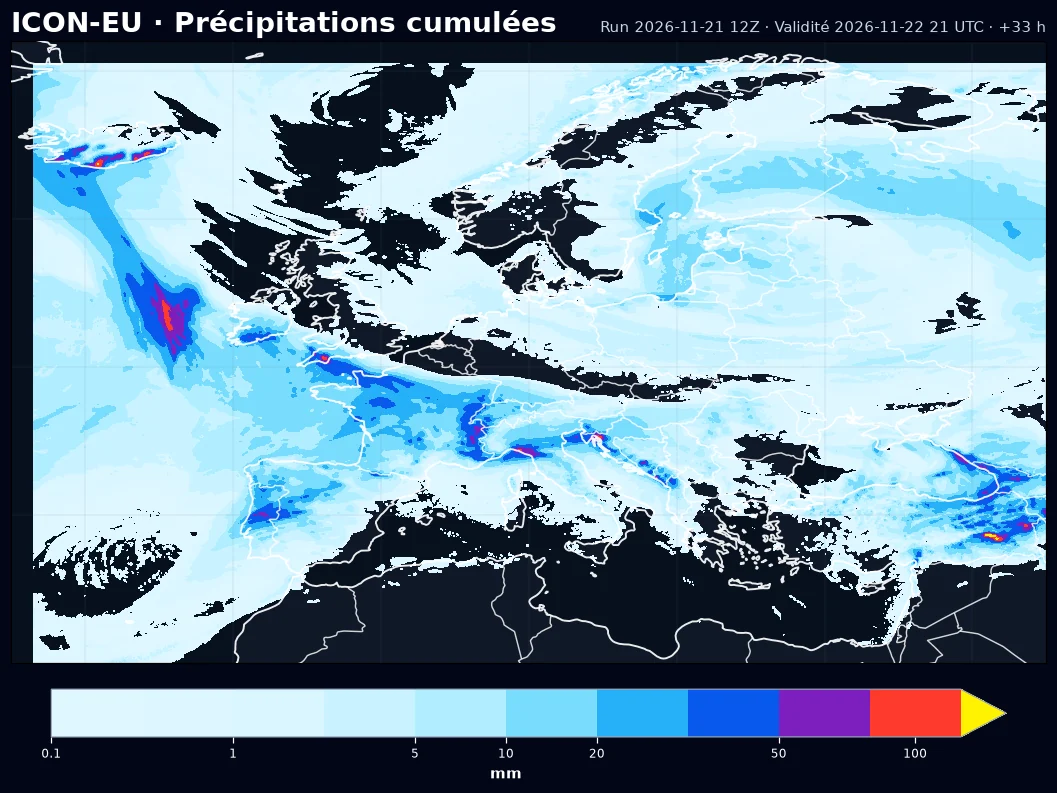 ICON-EU · Précipitations cumulées
Run 2026-11-21 12Z · Validité 2026-11-22 21 UTC · +33 h
0.1 1 5 10 20 50 100
mm